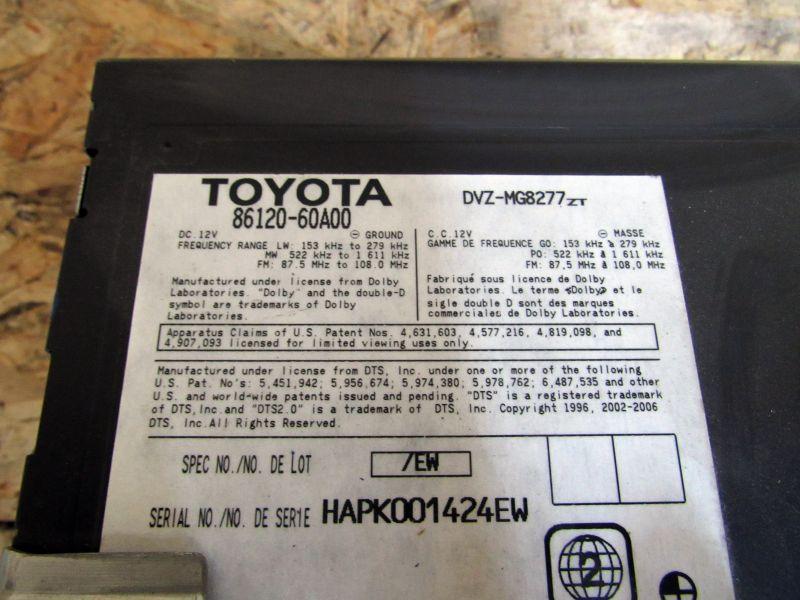 TOYOTA
86120-60A00
DVZ-MG8277ZT
DC. 12V ⊖ GROUND
FREQUENCY RANGE LW: 153 kHz to 279 kHz
MW 522 kHz to 1 611 kHz
FM: 87.5 MHz to 108.0 MHz
Manufactured under license from Dolby
Laboratories. "Dolby" and the double-D
symbol are trademarks of Dolby
Laboratories.
C.C. 12V ⊖ MASSE
GAMME DE FREQUENCE GO: 153 kHz à 279 kHz
PO: 522 kHz à 1 611 kHz
FM: 87,5 MHz à 108,0 MHz
Fabriqué sous licence de Dolby
Laboratories. Le terme «Dolby» et le
sigle double D sont des marques
commerciales de Dolby Laboratories.
Apparatus Claims of U.S. Patent Nos. 4,631,603, 4,577,216, 4,819,098, and
4,907,093 licensed for limited viewing uses only.
Manufactured under license from DTS, Inc. under one or more of the following
U.S. Pat. No's: 5,451,942; 5,956,674; 5,974,380; 5,978,762; 6,487,535 and other
U.S. and world-wide patents issued and pending. "DTS" is a registered trademark
of DTS,Inc.and "DTS2.0" is a trademark of DTS, Inc. Copyright 1996, 2002-2006
DTS, Inc.All Rights Reserved.
SPEC NO./NO. DE LOT /EW
SERIAL NO./NO. DE SERIE HAPK001424EW
2